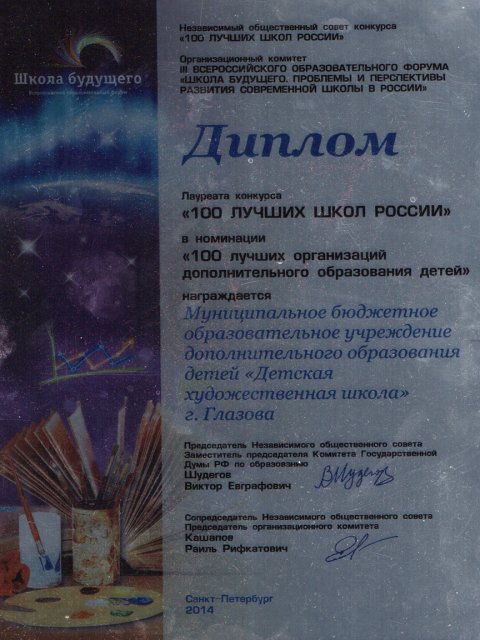 Школа будущего
Всероссийский образовательный форум
Независимый общественный совет конкурса
«100 ЛУЧШИХ ШКОЛ РОССИИ»
Организационный комитет
III ВСЕРОССИЙСКОГО ОБРАЗОВАТЕЛЬНОГО ФОРУМА
«ШКОЛА БУДУЩЕГО. ПРОБЛЕМЫ И ПЕРСПЕКТИВЫ
РАЗВИТИЯ СОВРЕМЕННОЙ ШКОЛЫ В РОССИИ»
Диплом
Лауреата конкурса
«100 ЛУЧШИХ ШКОЛ РОССИИ»
в номинации
«100 лучших организаций
дополнительного образования детей»
награждается
Муниципальное бюджетное
образовательное учреждение
дополнительного образования
детей «Детская
художественная школа»
г. Глазова
Председатель Независимого общественного совета
Заместитель председателя Комитета Государственной
Думы РФ по образованию
Шудегов
Виктор Евграфович
Сопредседатель Независимого общественного совета
Председатель организационного комитета
Кашапов
Раиль Рифкатович
Санкт-Петербург
2014